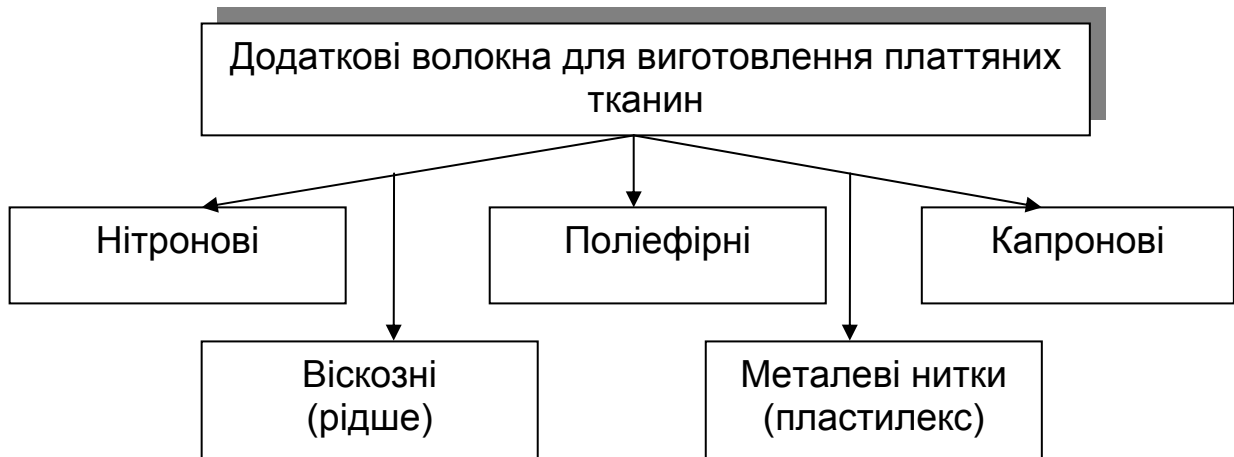 Додаткові волокна для виготовлення платтяних
тканин
Нітронові
Поліефірні
Капронові
Віскозні
(рідше)
Металеві нитки
(пластилекс)